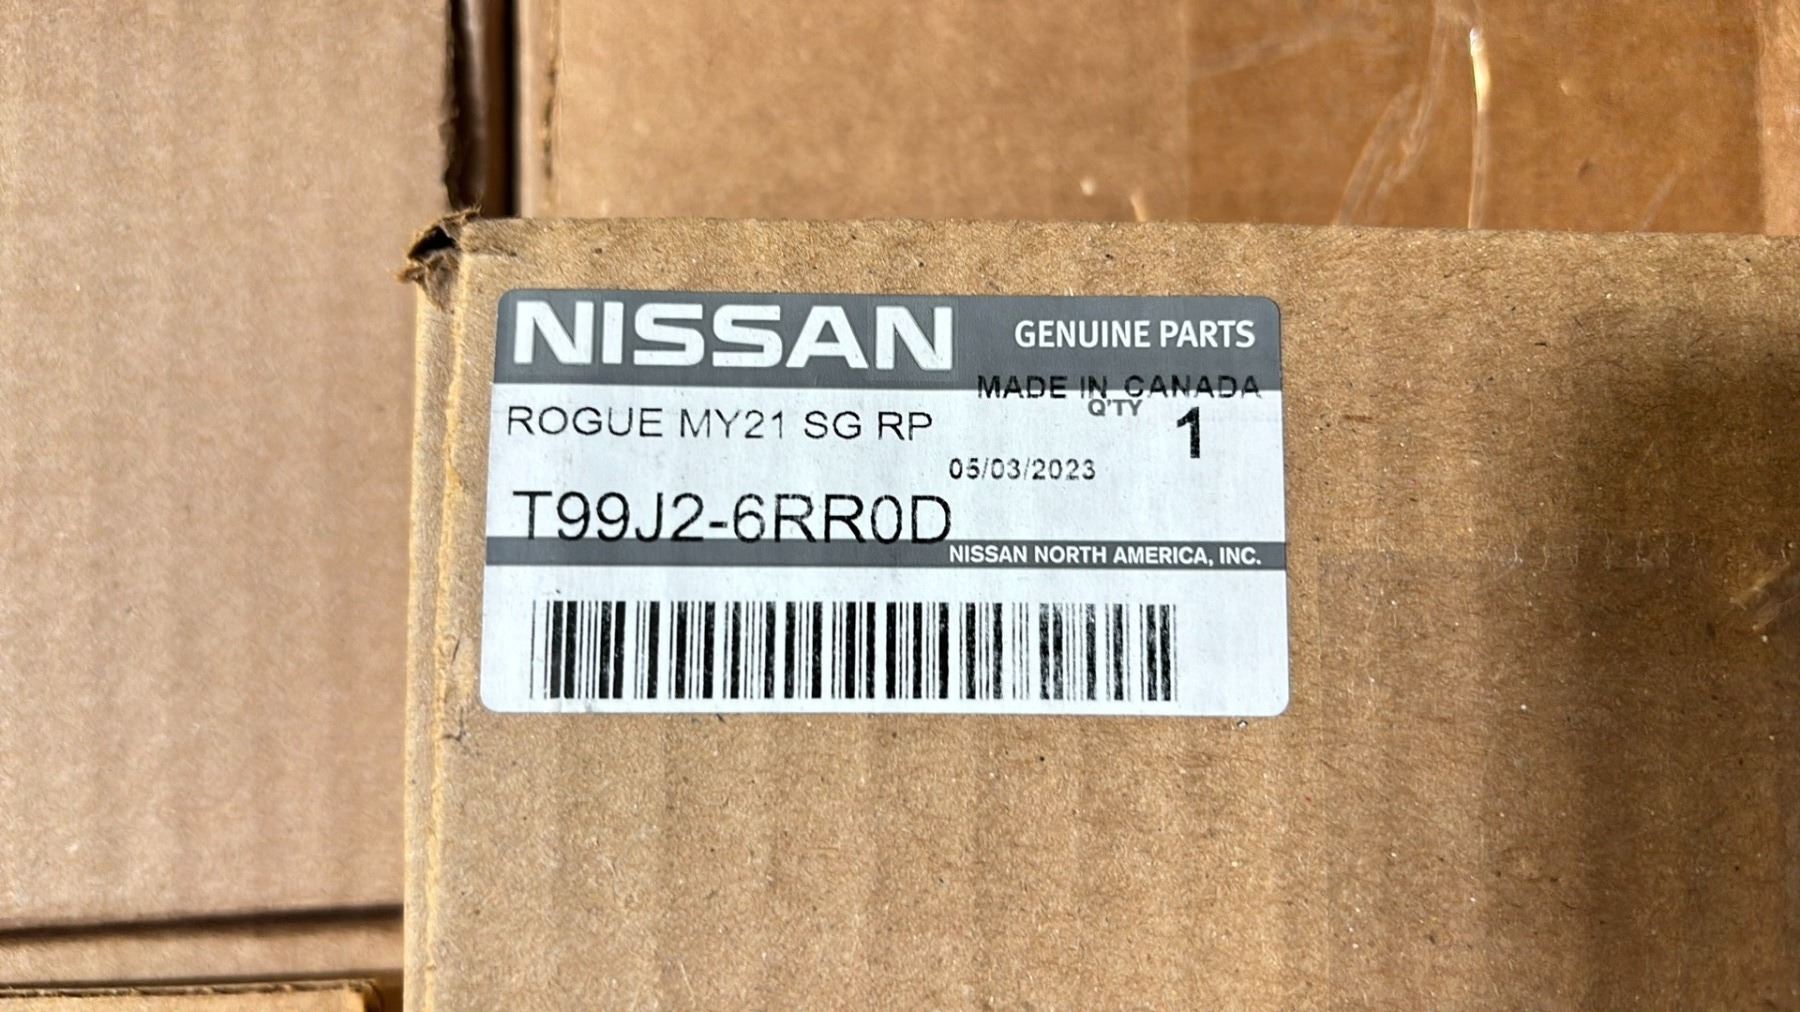 NISSAN GENUINE PARTS
MADE IN CANADA
ROGUE MY21 SG RP
Q'TY 1
05/03/2023
T99J2-6RR0D
NISSAN NORTH AMERICA, INC.